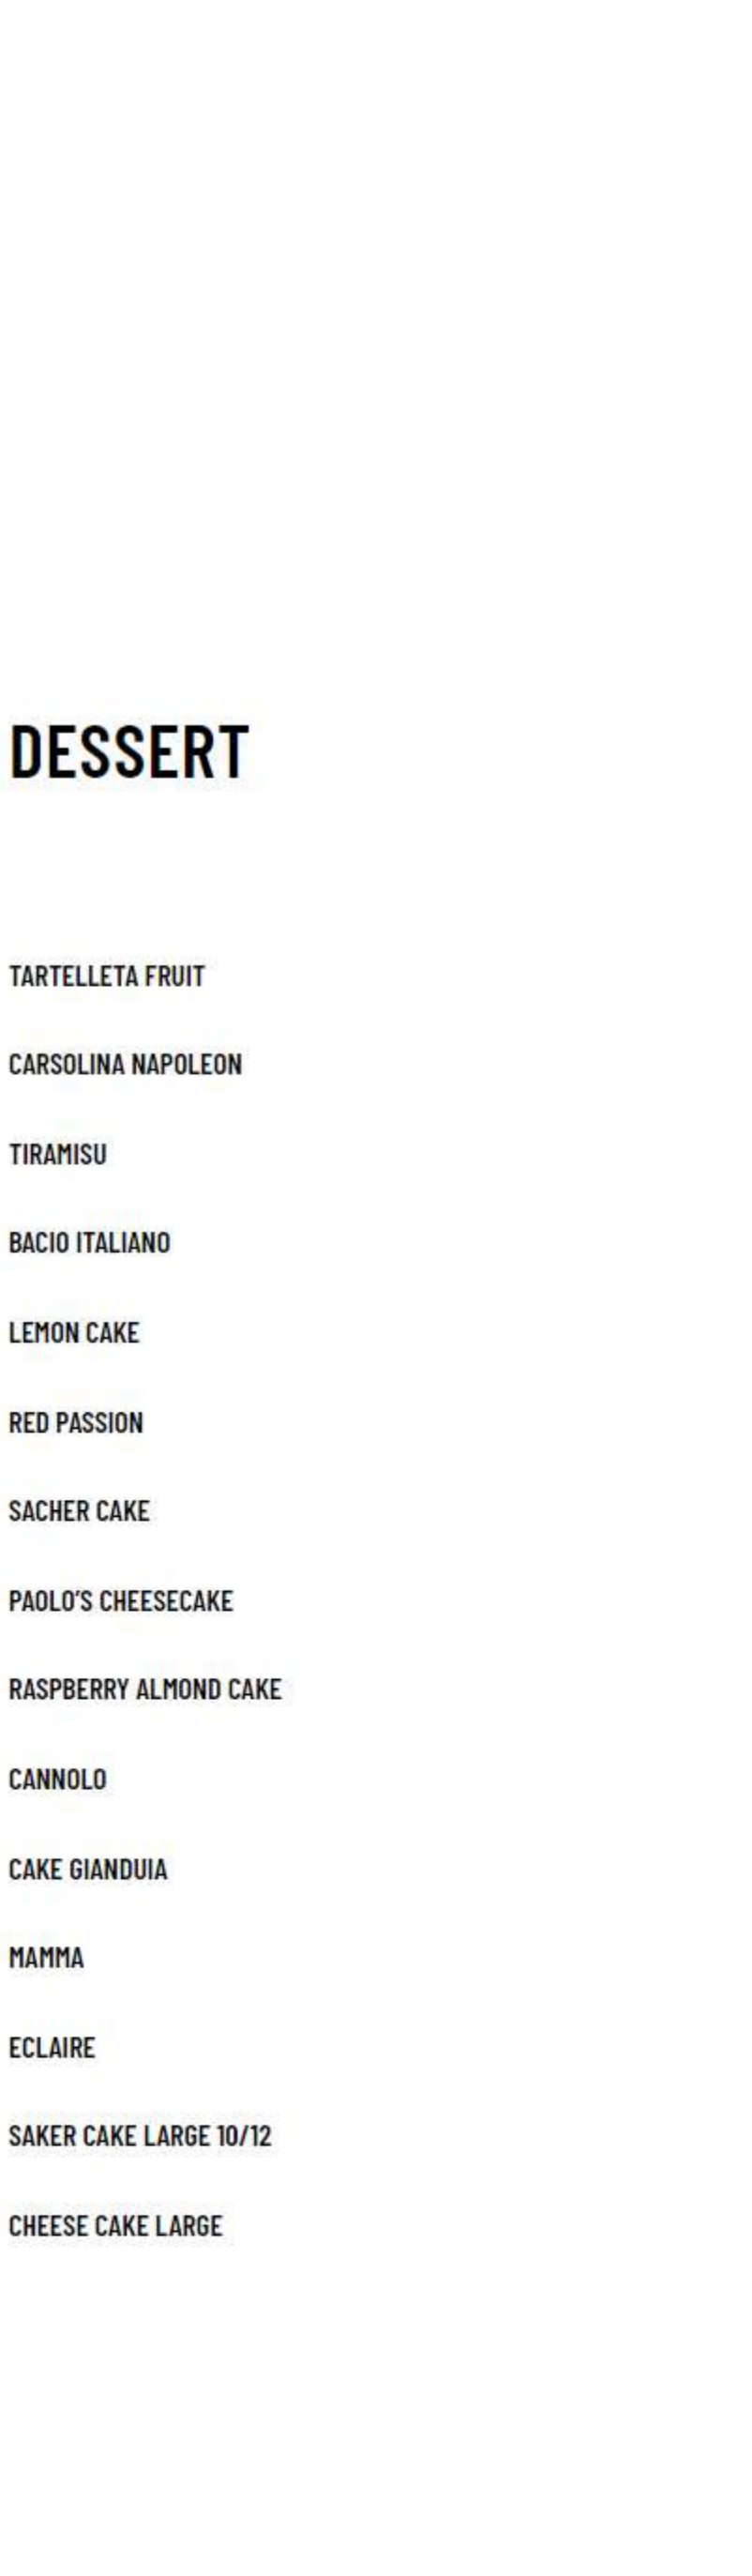 DESSERT
TARTELLETA FRUIT
CARSOLINA NAPOLEON
TIRAMISU
BACIO ITALIANO
LEMON CAKE
RED PASSION
SACHER CAKE
PAOLO’S CHEESECAKE
RASPBERRY ALMOND CAKE
CANNOLO
CAKE GIANDUIA
MAMMA
ECLAIRE
SAKER CAKE LARGE 10/12
CHEESE CAKE LARGE